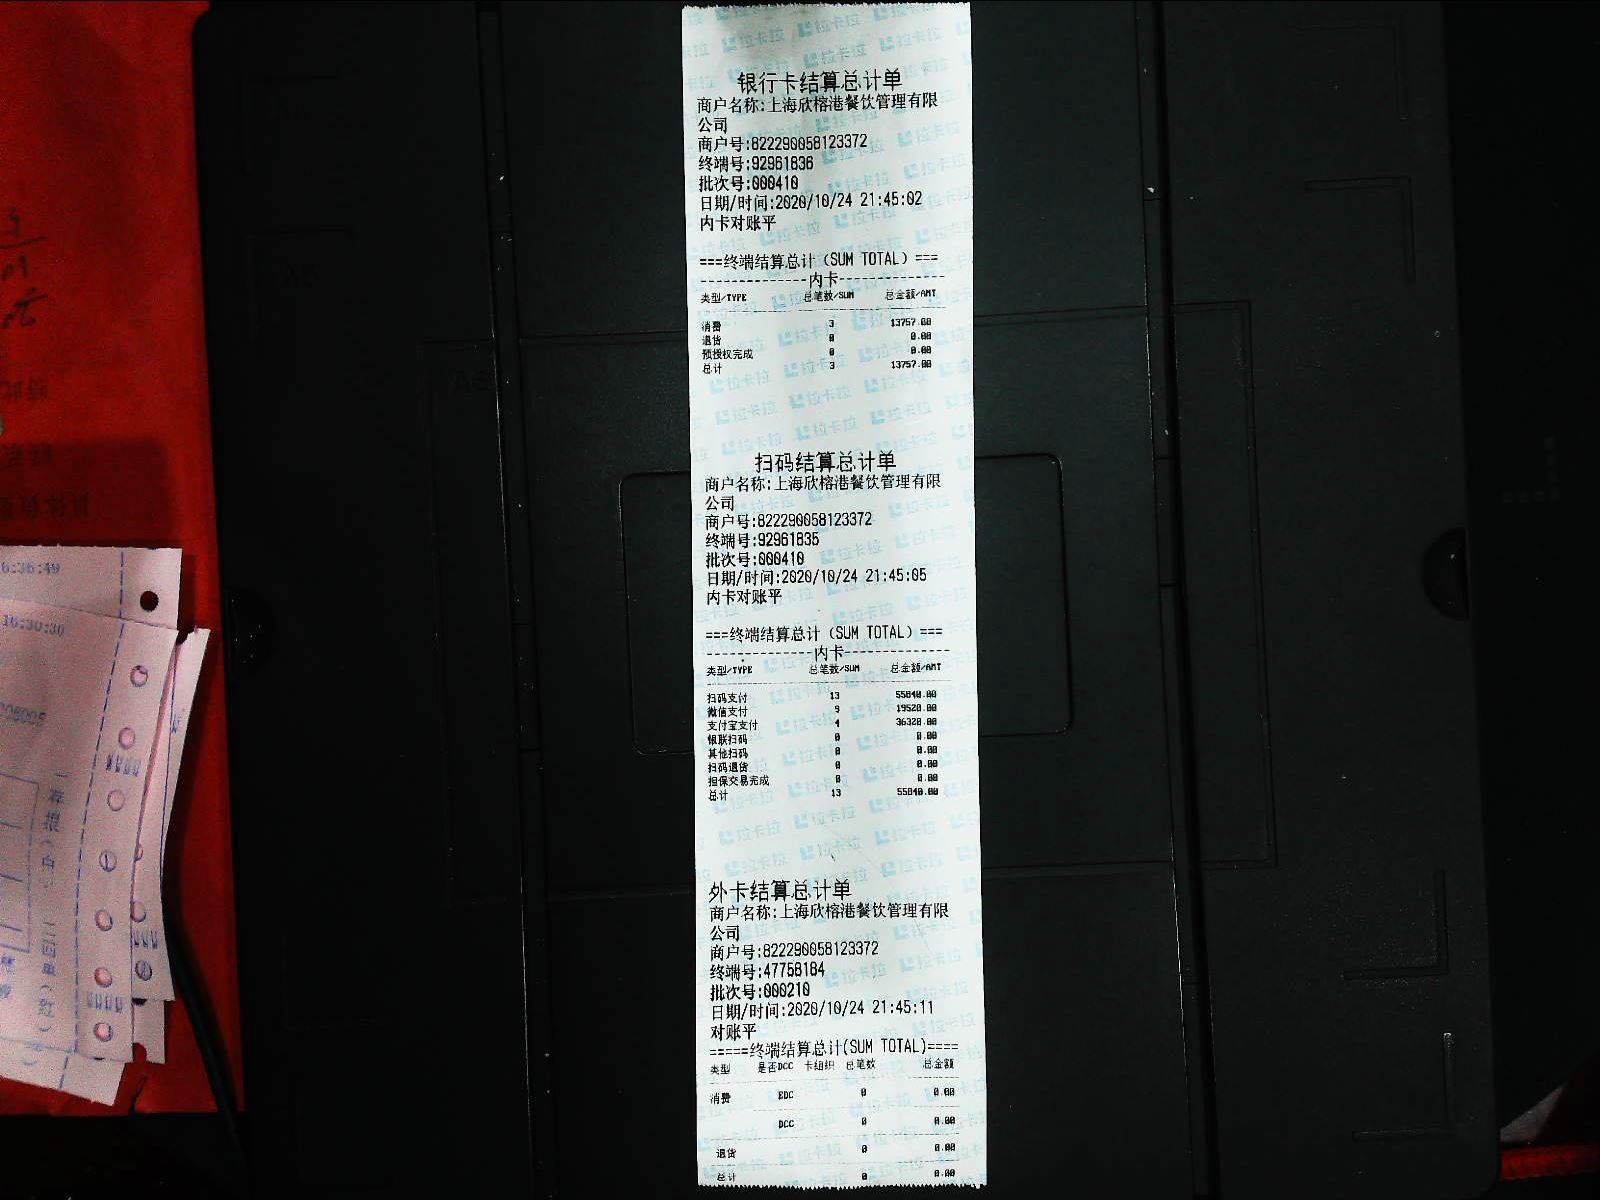 银行卡结算总计单
商户名称:上海欣榕港餐饮管理有限
公司
商户号:822290058123372
终端号:92961836
批次号:000410
日期/时间:2020/10/24 21:45:02
内卡对账平
===终端结算总计（SUM TOTAL）===
--------------内卡--------------
类型/TYPE 总笔数/SUM 总金额/AMT
消费 3 13757.00
退货 0 0.00
预授权完成 0 0.00
总计 3 13757.00
扫码结算总计单
商户名称:上海欣榕港餐饮管理有限
公司
商户号:822290058123372
终端号:92961835
批次号:000410
日期/时间:2020/10/24 21:45:05
内卡对账平
===终端结算总计（SUM TOTAL）===
--------------内卡--------------
类型/TYPE 总笔数/SUM 总金额/AMT
扫码支付 13 55840.00
微信支付 9 19520.00
支付宝支付 4 36320.00
银联扫码 0 0.00
其他扫码 0 0.00
扫码退货 0 0.00
担保交易完成 0 0.00
总计 13 55840.00
外卡结算总计单
商户名称:上海欣榕港餐饮管理有限
公司
商户号:822290058123372
终端号:47758184
批次号:000210
日期/时间:2020/10/24 21:45:11
对账平
=====终端结算总计(SUM TOTAL)====
类型 是否DCC 卡组织 总笔数 总金额
消费 EDC 0 0.00
DCC 0 0.00
退货 0 0.00
总计 0 0.00
拉卡拉
6:36:49
16:30:30